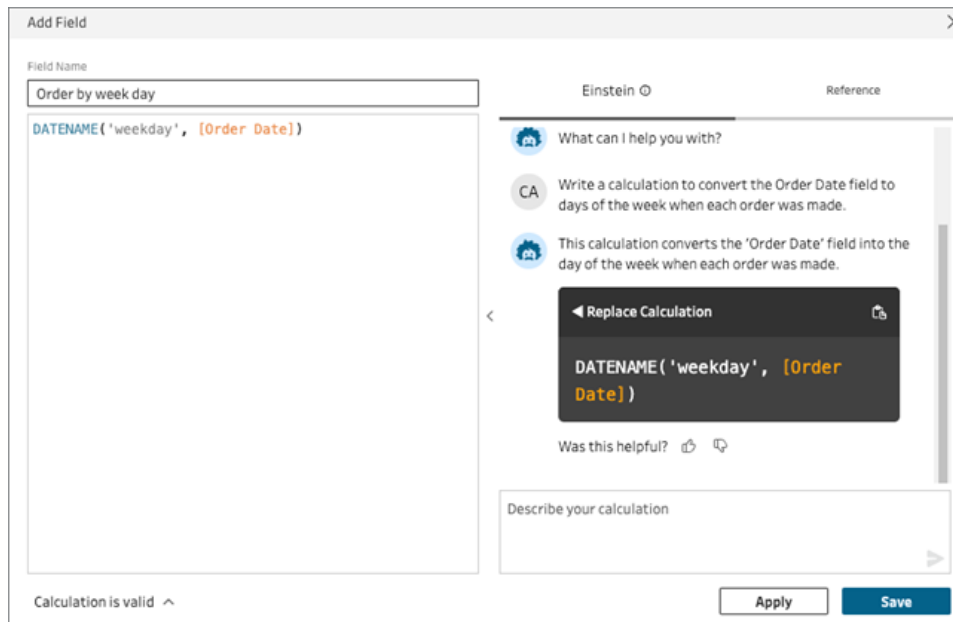 Add Field
Field Name
Order by week day
DATENAME('weekday', [Order Date])
Einstein
Reference
What can I help you with?
CA
Write a calculation to convert the Order Date field to
days of the week when each order was made.
This calculation converts the 'Order Date' field into the
day of the week when each order was made.
Replace Calculation
DATENAME('weekday', [Order
Date])
Was this helpful?
Describe your calculation
Calculation is valid
Apply
Save